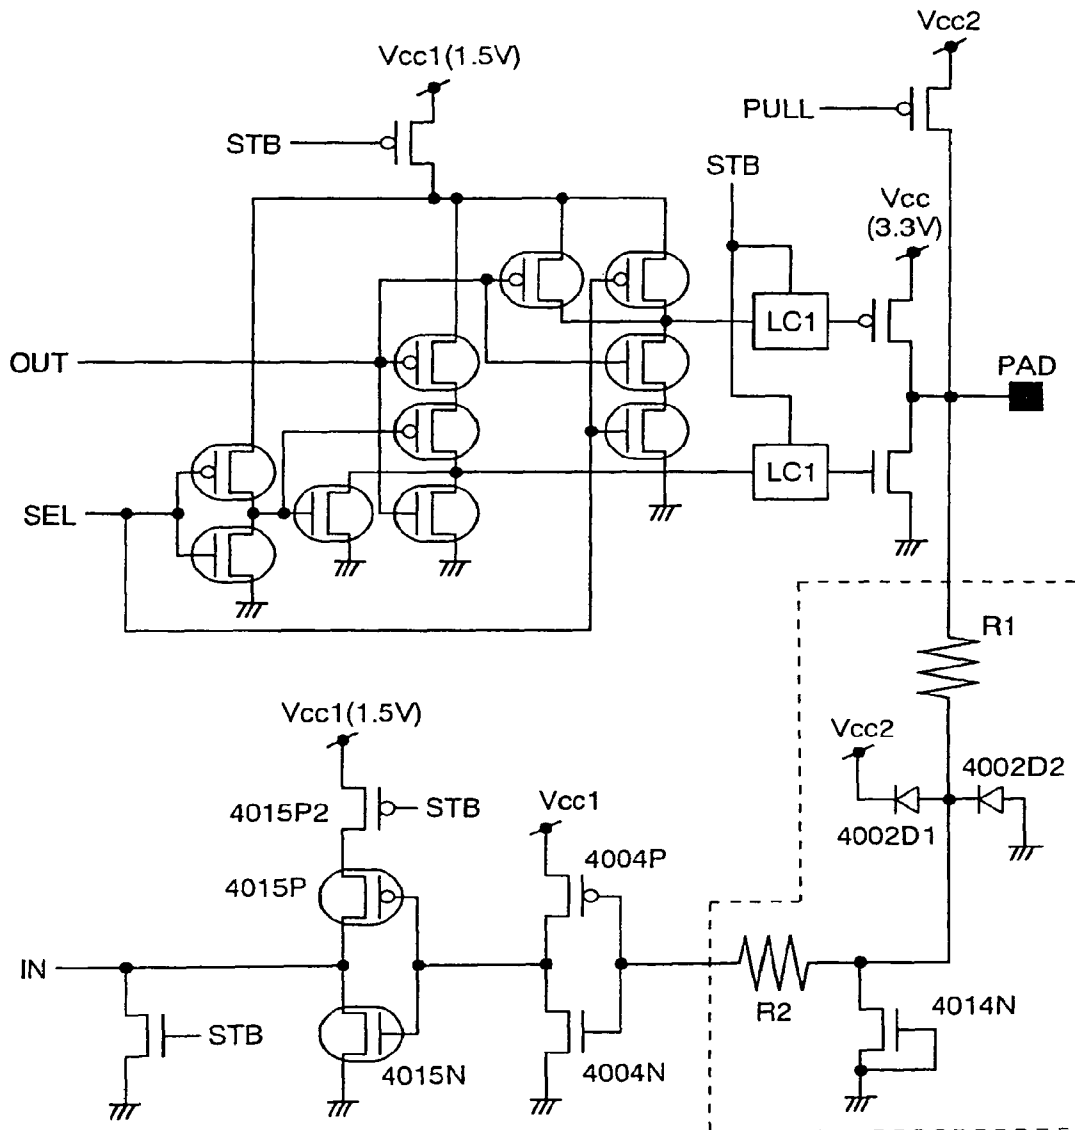 Vcc2
Vcc1(1.5V)
PULL
STB
STB
Vcc
(3.3V)
LC1
OUT
PAD
LC1
SEL
R1
Vcc1(1.5V)
Vcc2
4002D2
4015P2
STB
Vcc1
4002D1
4004P
4015P
IN
R2
4014N
STB
4015N
4004N